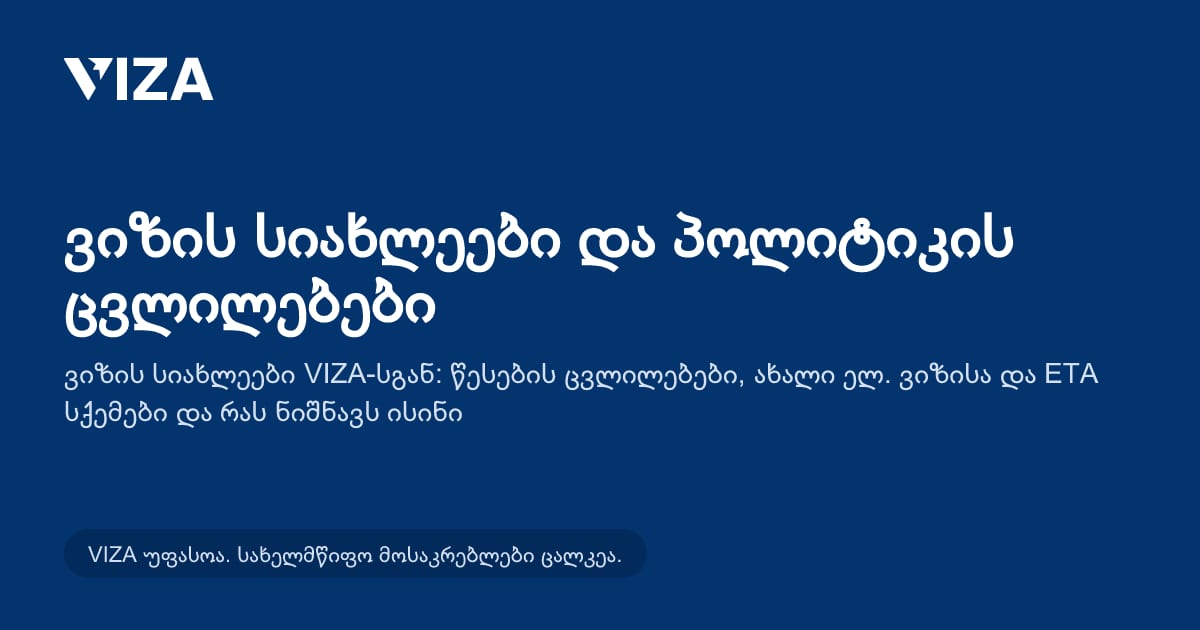 VIZA
ვიზის სიახლეები და პოლიტიკის
ცვლილებები
ვიზის სიახლეები VIZA-სგან: წესების ცვლილებები, ახალი ელ. ვიზისა და ETA
სქემები და რას ნიშნავს ისინი
VIZA უფასოა. სახელმწიფო მოსაკრებლები ცალკეა.